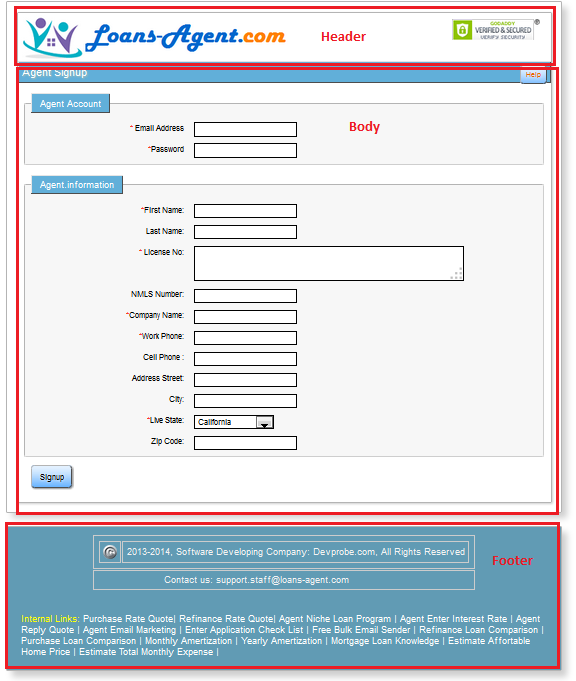 Loans-Agent.com
Header
GODADDY
VERIFIED & SECURED
VERIFY SECURITY
®
Agent Signup
Help
Agent Account
Body
* Email Address
*Password
Agent.information
*First Name:
Last Name:
* License No:
NMLS Number:
*Company Name:
*Work Phone:
Cell Phone :
Address Street:
City:
*Live State:
California
Zip Code:
Signup
© 2013-2014, Software Developing Company: Devprobe.com, All Rights Reserved
Footer
Contact us: support.staff@loans-agent.com
Internal Links: Purchase Rate Quote| Refinance Rate Quote| Agent Niche Loan Program | Agent Enter Interest Rate | Agent
Reply Quote | Agent Email Marketing | Enter Application Check List | Free Bulk Email Sender | Refinance Loan Comparison |
Purchase Loan Comparison | Monthly Amertization | Yearly Amertization | Mortgage Loan Knowledge | Estimate Affortable
Home Price | Estimate Total Monthly Expense |